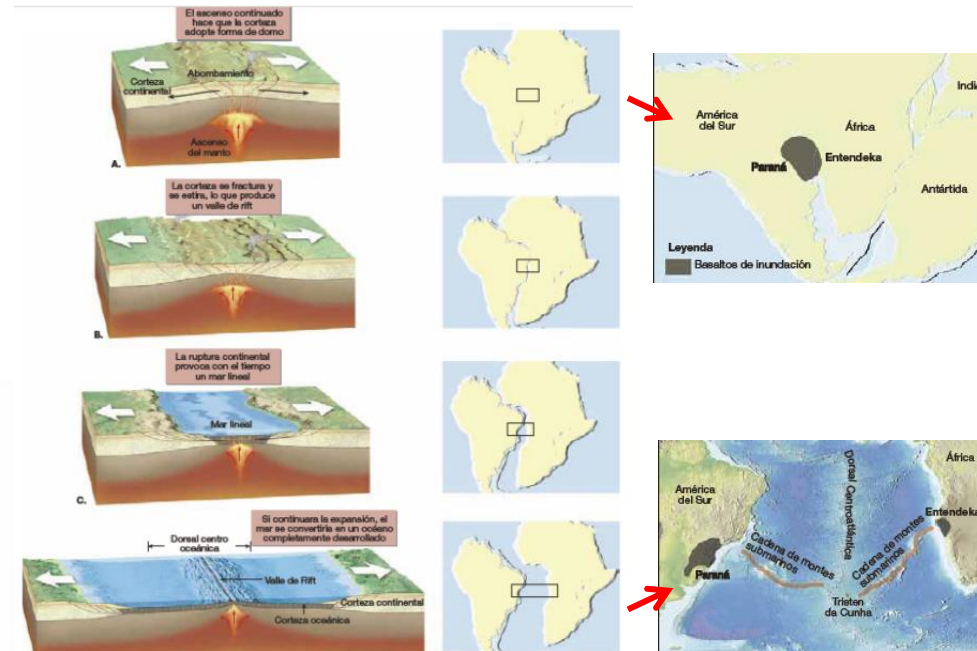 El ascenso continuado
hace que la corteza
adopte forma de domo
Abombamiento
Corteza
continental
Ascenso
del manto
A.
La corteza se fractura y
se estira, lo que produce
un valle de rift
B.
La ruptura continental
provoca con el tiempo
un mar lineal
Mar lineal
C.
Si continuara la expansión, el
mar se convertiría en un océano
completamente desarrollado
Dorsal centro
oceánica
Valle de Rift
Corteza continental
Corteza oceánica
América
del Sur
África
Indi
Paraná
Entendeka
Antártida
Leyenda
Basaltos de inundación
América
del Sur
Dorsal Centroatlántica
África
Entendeka
Cadena de montes
submarinos
Cadena de montes
submarinos
Paraná
Tristen
da Cunha